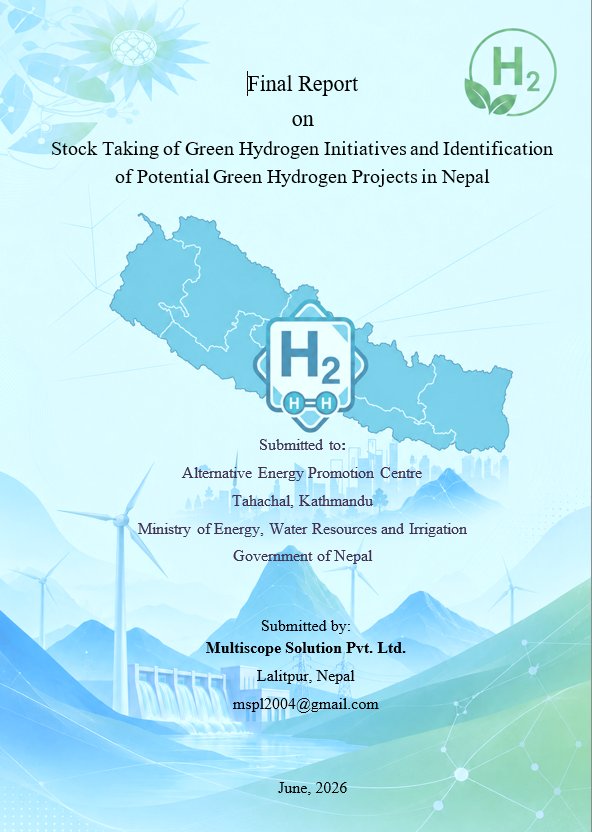 H2
Final Report
on
Stock Taking of Green Hydrogen Initiatives and Identification
of Potential Green Hydrogen Projects in Nepal
H2
H=H
Submitted to:
Alternative Energy Promotion Centre
Tahachal, Kathmandu
Ministry of Energy, Water Resources and Irrigation
Government of Nepal
Submitted by:
Multiscope Solution Pvt. Ltd.
Lalitpur, Nepal
mspl2004@gmail.com
June, 2026